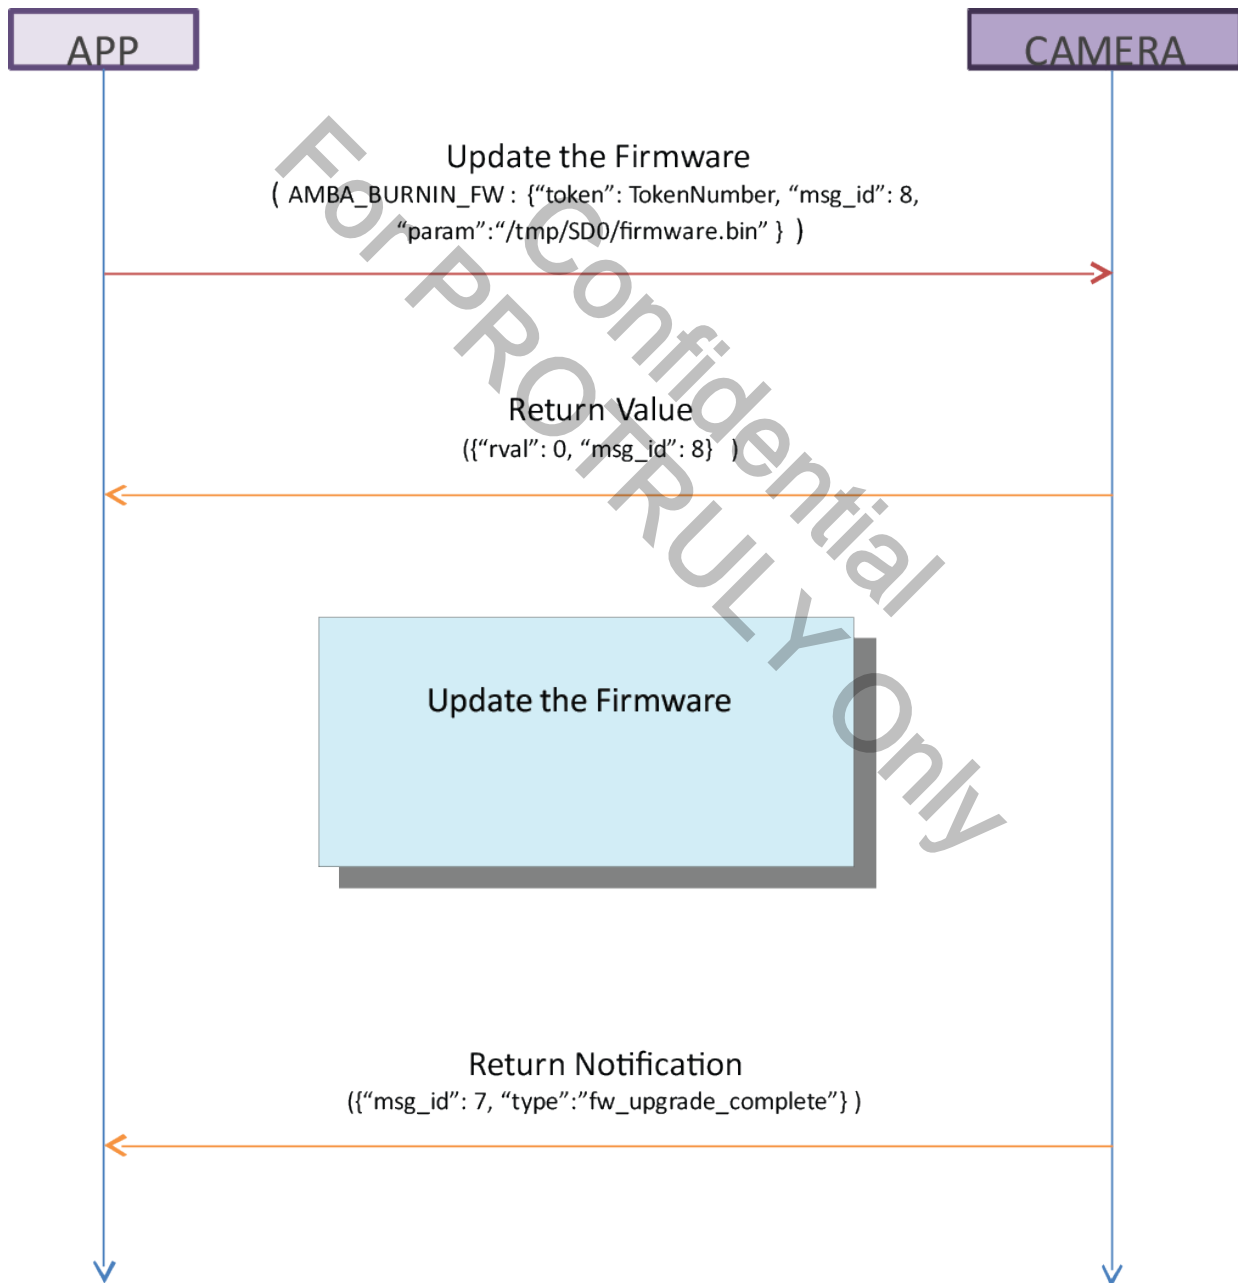 APP
CAMERA
Update the Firmware
( AMBA_BURNIN_FW : {“token”: TokenNumber, “msg_id”: 8,
“param”:“/tmp/SD0/firmware.bin” } )
Return Value
({“rval”: 0, “msg_id”: 8} )
Update the Firmware
Return Notification
({“msg_id”: 7, “type”:”fw_upgrade_complete”} )
Confidential
For PROTRULY Only